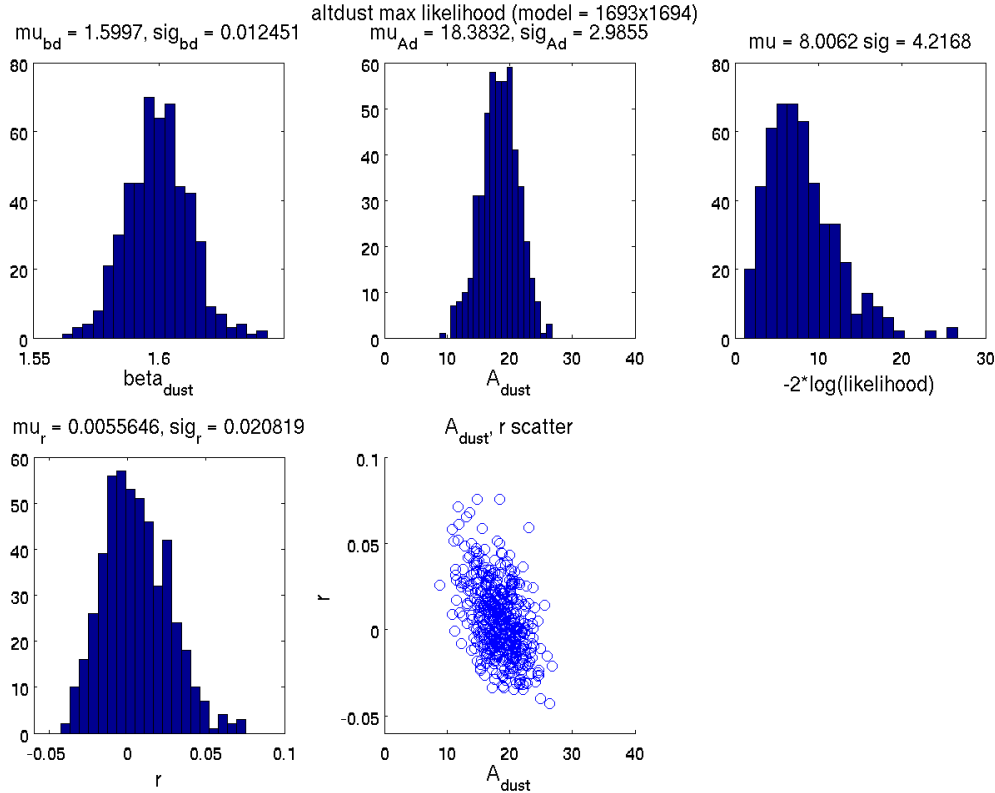 altdust max likelihood (model = 1693x1694)
mu_bd = 1.5997, sig_bd = 0.012451
mu_Ad = 18.3832, sig_Ad = 2.9855
mu = 8.0062 sig = 4.2168
80
60
40
20
0
1.55 1.6
beta_dust
60
50
40
30
20
10
0
0 10 20 30 40
A_dust
80
60
40
20
0
0 10 20 30
-2*log(likelihood)
mu_r = 0.0055646, sig_r = 0.020819
60
50
40
30
20
10
0
-0.05 0 0.05 0.1
r
A_dust, r scatter
0.1
0.05
0
-0.05
r
0 10 20 30 40
A_dust